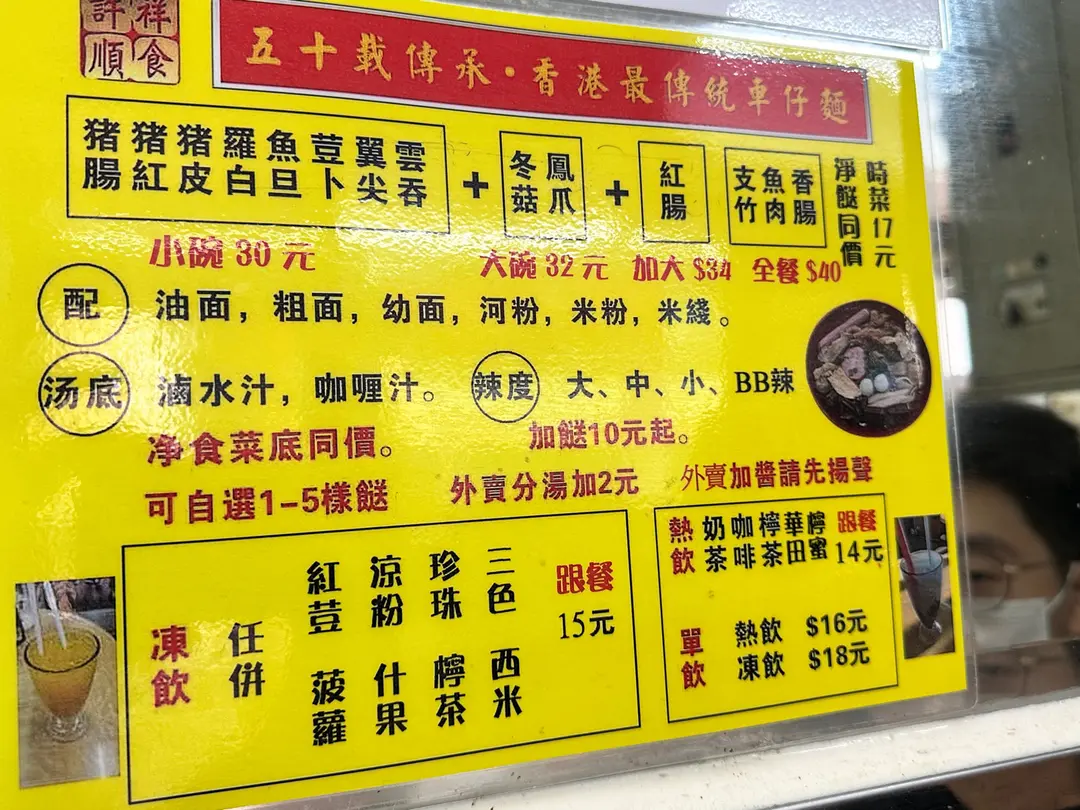 許祥
順食
五十載傳承·香港最傳統車仔麵
猪腸 猪紅 猪皮 羅白 魚旦 荳卜 翼尖 雲吞 + 冬菇 鳳爪 + 紅腸 支竹 魚肉 香腸
時菜17元
淨餸同價
小碗30元 大碗32元 加大$34 全餐$40
配 油面，粗面，幼面，河粉，米粉，米綫。
汤底 滷水汁，咖喱汁。 辣度 大、中、小、BB辣
净食菜底同價。 加餸10元起。
可自選1-5樣餸 外賣分湯加2元 外賣加醬請先揚聲
凍飲 任併
紅荳 涼粉 珍珠 三色
菠蘿 什果 檸茶 西米
跟餐
15元
熱飲 奶茶 咖啡 檸茶 華田 檸蜜 跟餐 14元
單飲
熱飲 $16元
凍飲 $18元